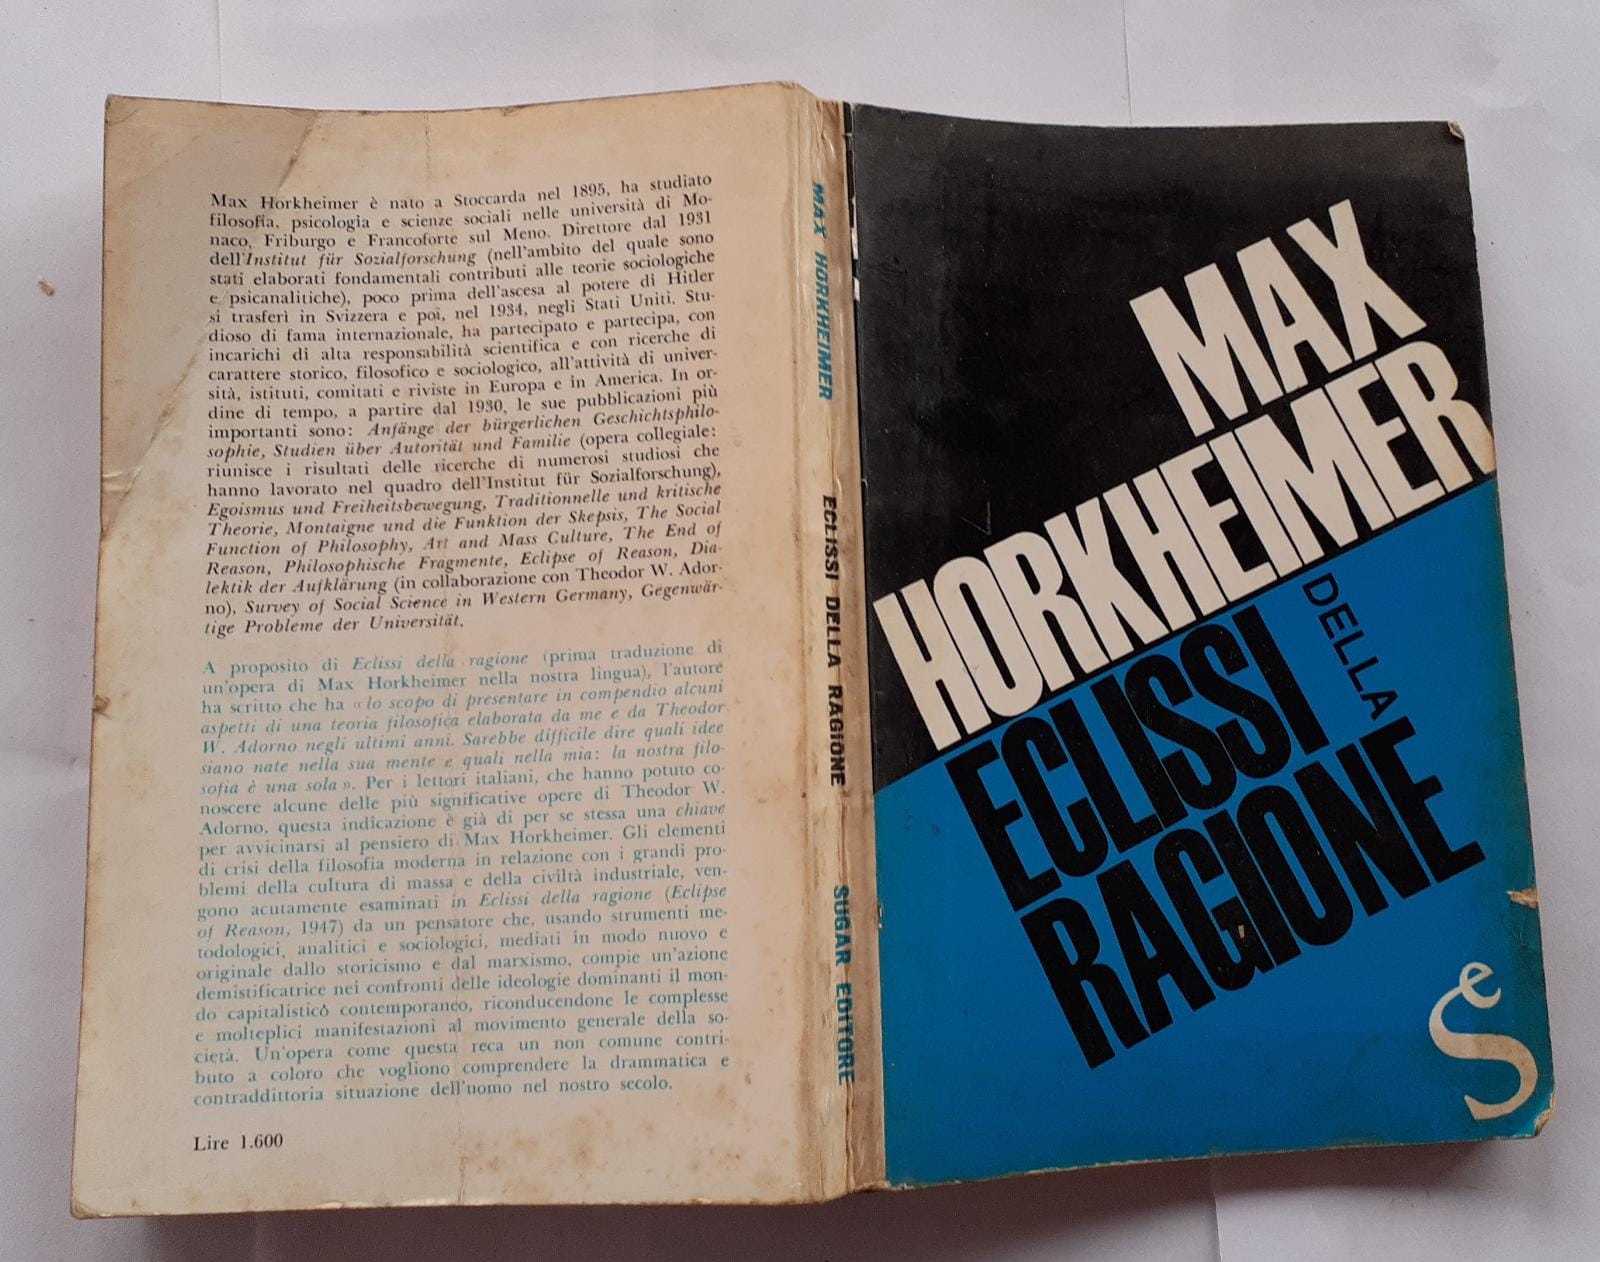 Max Horkheimer è nato a Stoccarda nel 1895, ha studiato
filosofia, psicologia e scienze sociali nelle università di Mo-
naco, Friburgo e Francoforte sul Meno. Direttore dal 1931
dell'Institut für Sozialforschung (nell'ambito del quale sono
stati elaborati fondamentali contributi alle teorie sociologiche
e psicanalitiche), poco prima dell'ascesa al potere di Hitler
si trasferì in Svizzera e poi, nel 1934, negli Stati Uniti. Stu-
dioso di fama internazionale, ha partecipato e partecipa, con
incarichi di alta responsabilità scientifica e con ricerche di
carattere storico, filosofico e sociologico, all'attività di univer-
sità, istituti, comitati e riviste in Europa e in America. In or-
dine di tempo, a partire dal 1930, le sue pubblicazioni più
importanti sono: Anfänge der bürgerlichen Geschichtsphilo-
sophie, Studien über Autorität und Familie (opera collegiale:
riunisce i risultati delle ricerche di numerosi studiosi che
hanno lavorato nel quadro dell'Institut für Sozialforschung),
Egoismus und Freiheitsbewegung, Traditionnelle und kritische
Theorie, Montaigne und die Funktion der Skepsis, The Social
Function of Philosophy, Art and Mass Culture, The End of
Reason, Philosophische Fragmente, Eclipse of Reason, Dia-
lektik der Aufklärung (in collaborazione con Theodor W. Ador-
no), Survey of Social Science in Western Germany, Gegenwär-
tige Probleme der Universität.
A proposito di Eclissi della ragione (prima traduzione di
un'opera di Max Horkheimer nella nostra lingua), l'autore
ha scritto che ha «lo scopo di presentare in compendio alcuni
aspetti di una teoria filosofica elaborata da me e da Theodor
W. Adorno negli ultimi anni. Sarebbe difficile dire quali idee
siano nate nella sua mente e quali nella mia: la nostra filo-
sofia è una sola». Per i lettori italiani, che hanno potuto co-
noscere alcune delle più significative opere di Theodor W.
Adorno, questa indicazione è già di per se stessa una chiave
per avvicinarsi al pensiero di Max Horkheimer. Gli elementi
di crisi della filosofia moderna in relazione con i grandi pro-
blemi della cultura di massa e della civiltà industriale, ven-
gono acutamente esaminati in Eclissi della ragione (Eclipse
of Reason, 1947) da un pensatore che, usando strumenti me-
todologici, analitici e sociologici, mediati in modo nuovo e
originale dallo storicismo e dal marxismo, compie un'azione
demistificatrice nei confronti delle ideologie dominanti il mon-
do capitalistico contemporaneo, riconducendone le complesse
e molteplici manifestazioni al movimento generale della so-
cietà. Un'opera come questa reca un non comune contri-
buto a coloro che vogliono comprendere la drammatica e
contraddittoria situazione dell'uomo nel nostro secolo.
Lire 1.600
MAX HORKHEIMER
ECLISSI DELLA RAGIONE
SUGAR EDITORE
MAX
HORKHEIMER
ECLISSI
DELLA
RAGIONE
Se